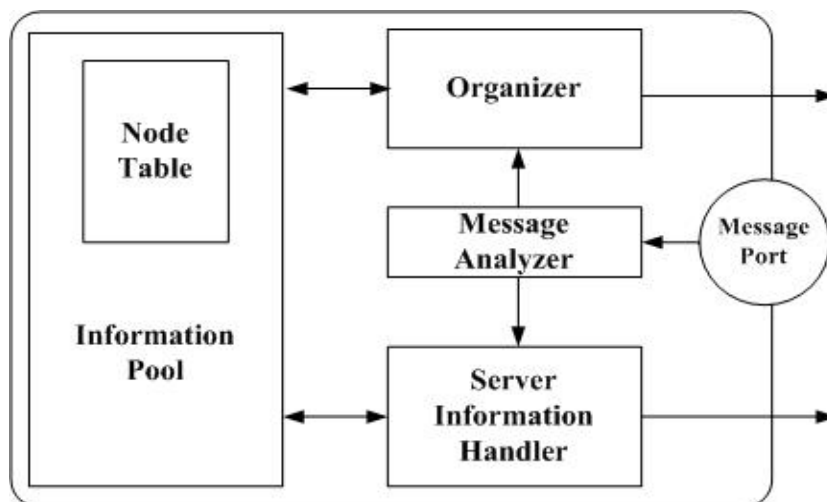 Node
Table
Information
Pool
Organizer
Message
Analyzer
Message
Port
Server
Information
Handler